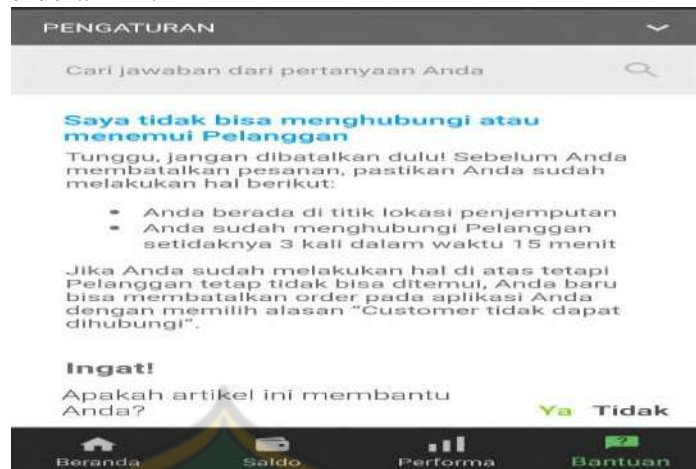 PENGATURAN
Cari jawaban dari pertanyaan Anda
Saya tidak bisa menghubungi atau
menemui Pelanggan
Tunggu, jangan dibatalkan dulu! Sebelum Anda
membatalkan pesanan, pastikan Anda sudah
melakukan hal berikut:
• Anda berada di titik lokasi penjemputan
• Anda sudah menghubungi Pelanggan
setidaknya 3 kali dalam waktu 15 menit
Jika Anda sudah melakukan hal di atas tetapi
Pelanggan tetap tidak bisa ditemui, Anda baru
bisa membatalkan order pada aplikasi Anda
dengan memilih alasan "Customer tidak dapat
dihubungi".
Ingat!
Apakah artikel ini membantu
Anda?
Ya Tidak
Beranda Saldo Performa Bantuan